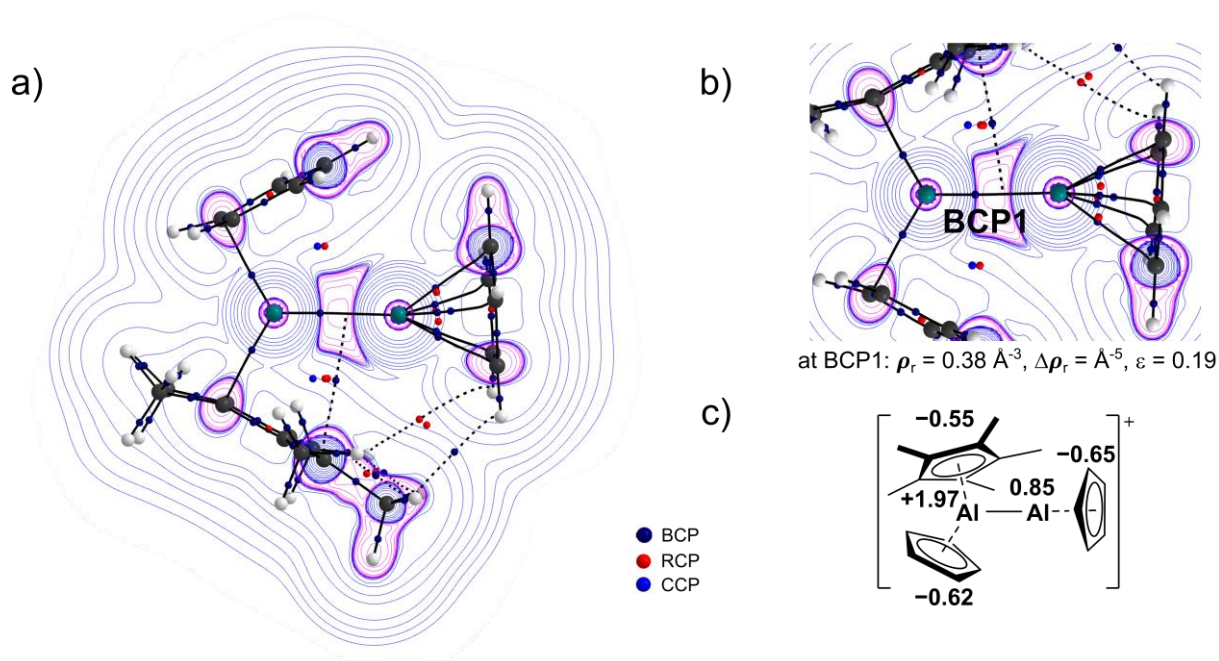 a)
b)
BCP1
at BCP1: ρr = 0.38 Å-3, Δρr = Å-5, ε = 0.19
c)
−0.55
+
−0.65
+1.97
0.85
Al
Al
−0.62
BCP
RCP
CCP